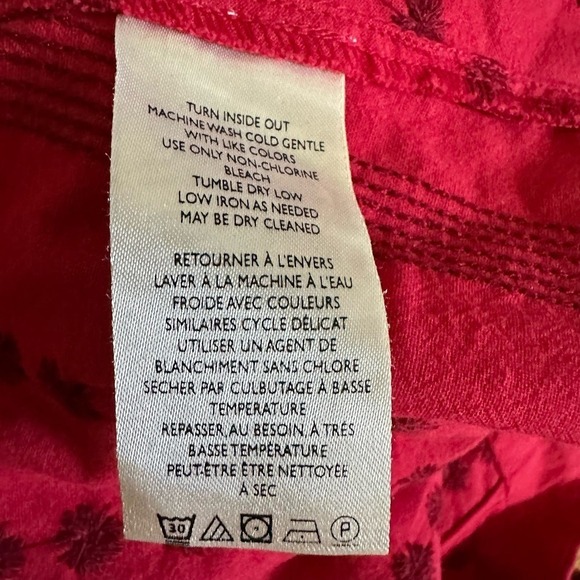 TURN INSIDE OUT
MACHINE WASH COLD GENTLE
WITH LIKE COLORS
USE ONLY NON-CHLORINE
BLEACH
TUMBLE DRY LOW
LOW IRON AS NEEDED
MAY BE DRY CLEANED
RETOURNER À L'ENVERS
LAVER À LA MACHINE À L'EAU
FROIDE AVEC COULEURS
SIMILAIRES CYCLE DÉLICAT
UTILISER UN AGENT DE
BLANCHIMENT SANS CHLORE
SÉCHER PAR CULBUTAGE À BASSE
TEMPÉRATURE
REPASSER AU BESOIN, À TRÈS
BASSE TEMPÉRATURE
PEUT-ÊTRE ÊTRE NETTOYÉE
À SEC
30 P